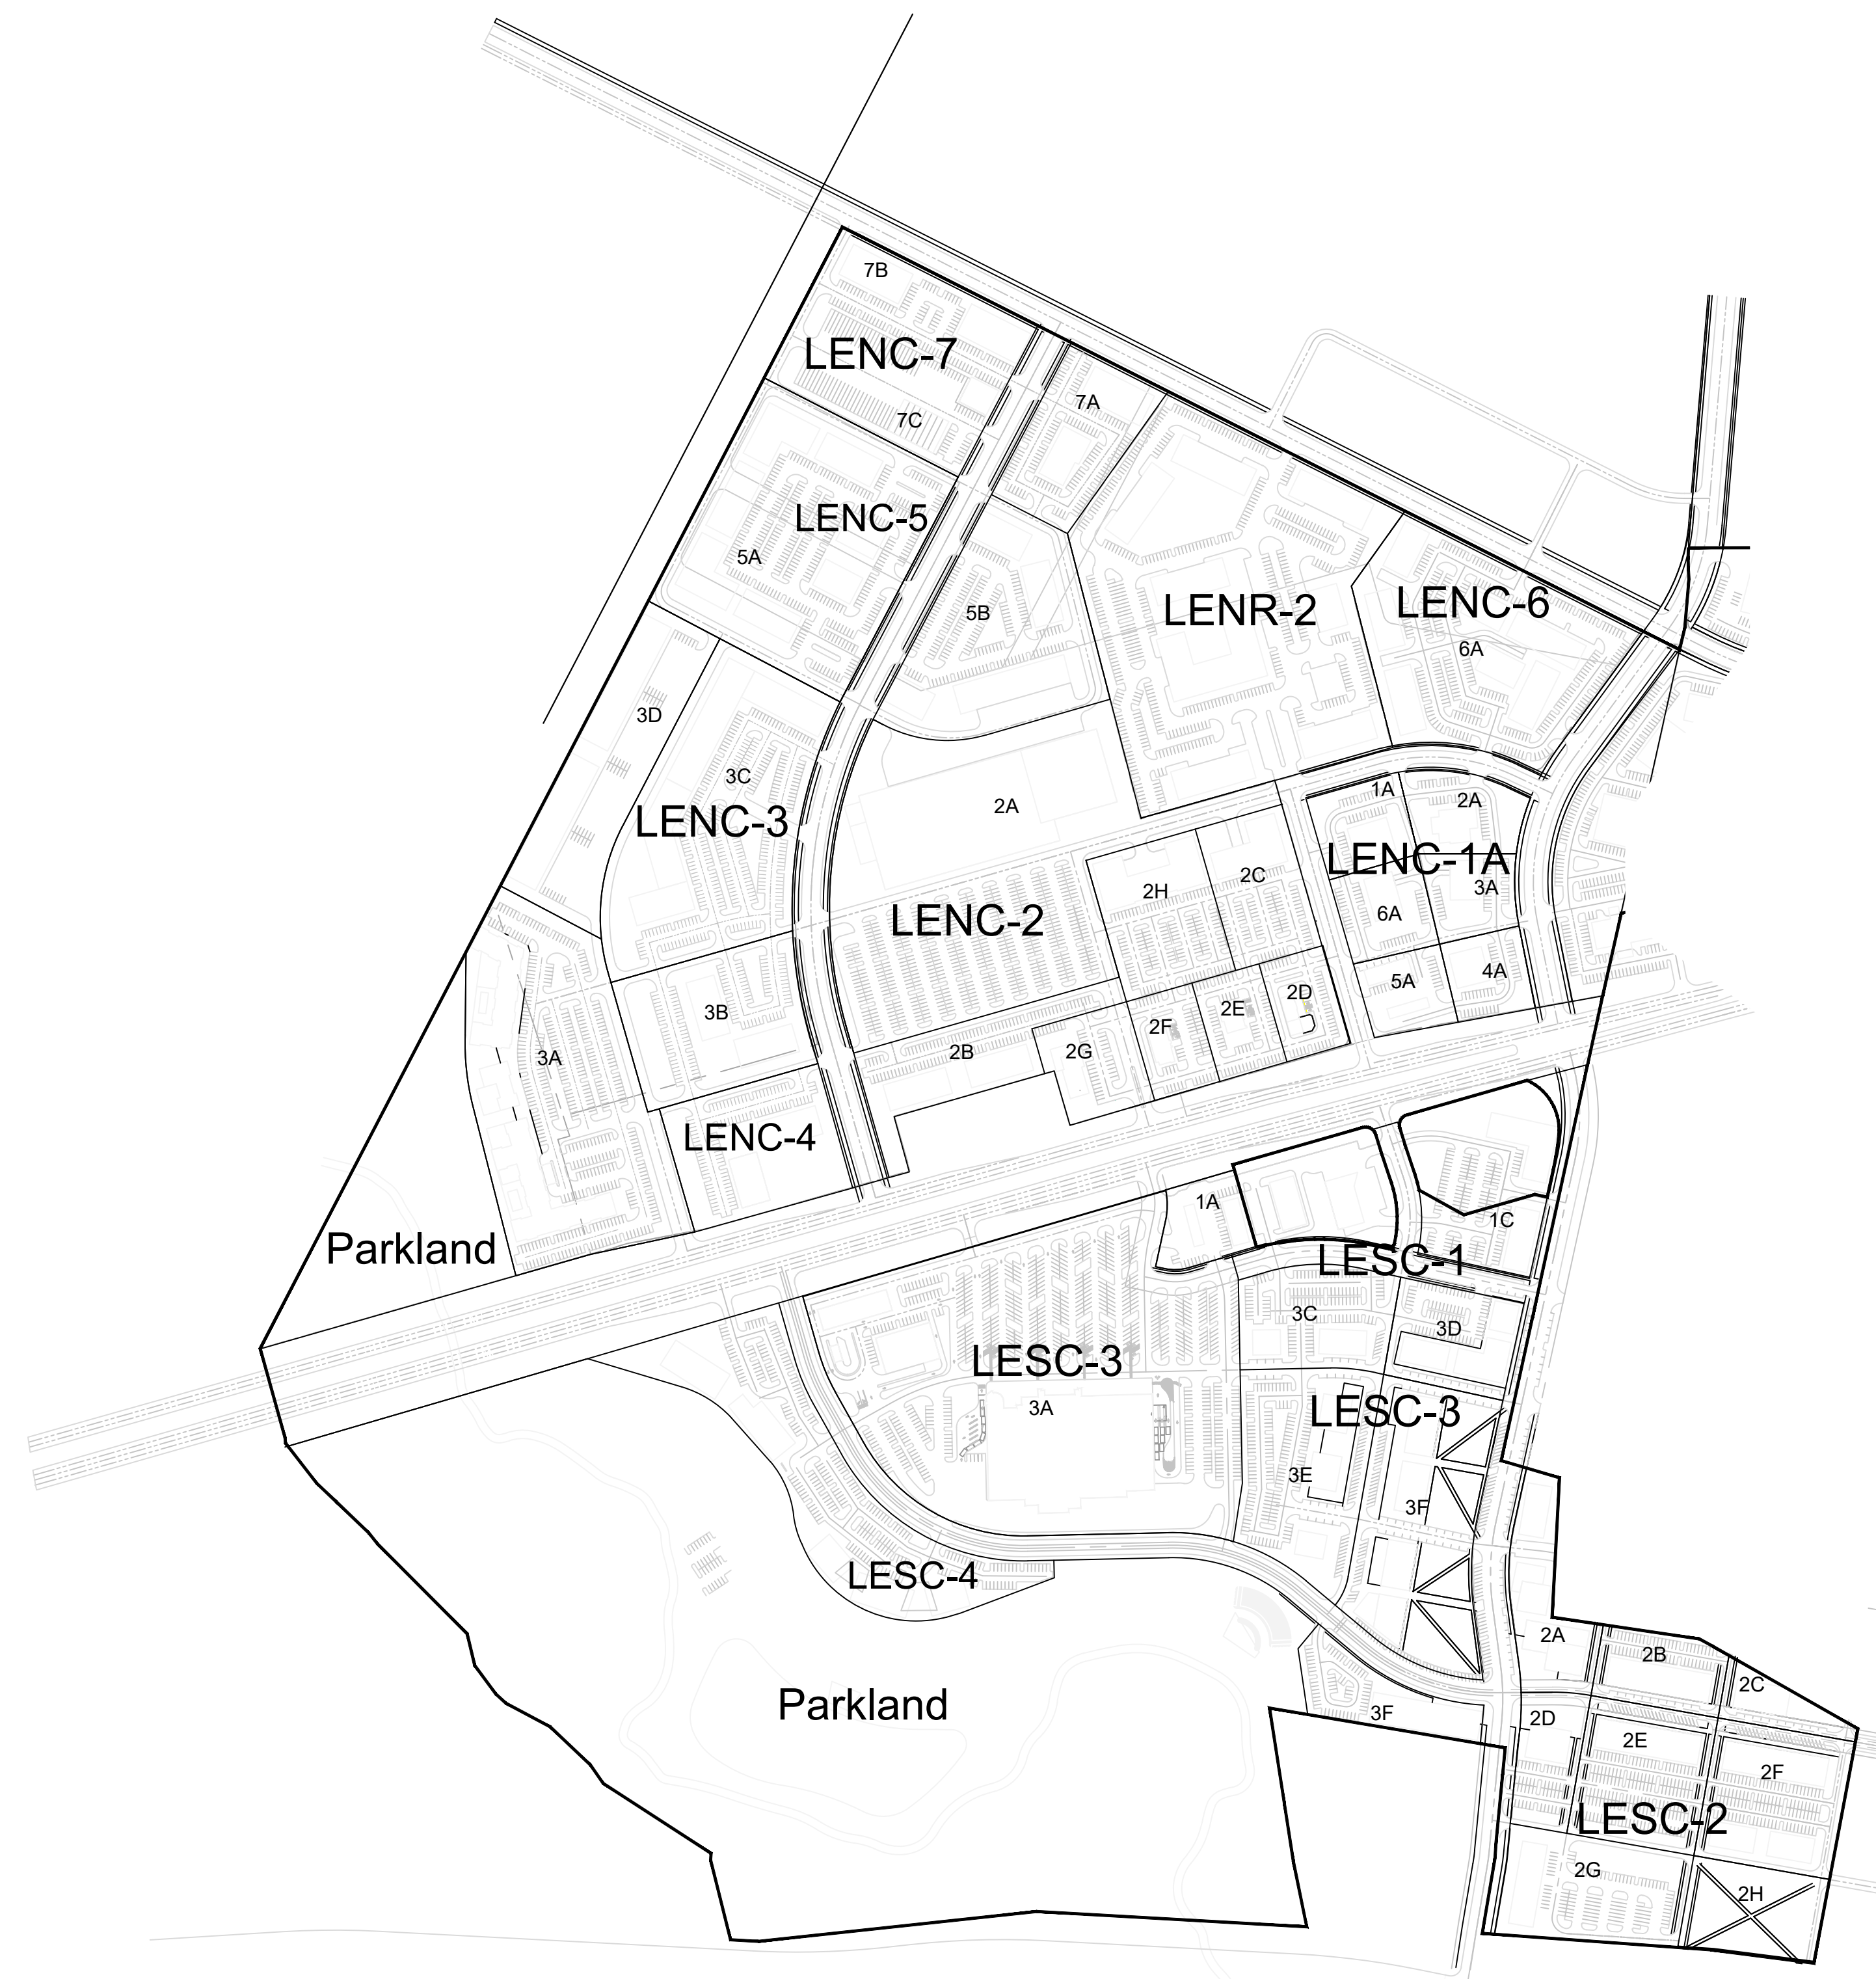 7B
LENC-7
7A
7C
LENC-5
5A
5B
LENR-2
LENC-6
6A
3D
3C
LENC-3
2A
1A
2A
LENC-1A
2H
2C
3A
6A
LENC-2
5A
4A
2D
2E
2F
3B
2B
2G
3A
LENC-4
1A
1C
Parkland
LESC-1
3C
3D
LESC-3
3A
LESC-3
3E
3F
LESC-4
2A
2B
2C
Parkland
3F
2D
2E
2F
LESC-2
2G
2H